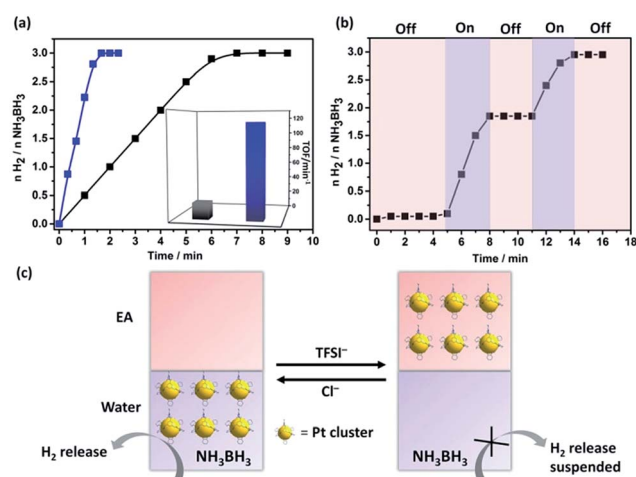 (a)
n H₂ / n NH₃BH₃
3.0
2.5
2.0
1.5
1.0
0.5
0.0
0 1 2 3 4 5 6 7 8 9 10
Time / min
120
100
80
60
40
20
0
TOF/min⁻¹
(b)
Off On Off On Off
n H₂ / n NH₃BH₃
3.0
2.5
2.0
1.5
1.0
0.5
0.0
0 2 4 6 8 10 12 14 16 18
Time / min
(c)
EA
Water
H₂ release
NH₃BH₃
TFSI⁻
Cl⁻
= Pt cluster
NH₃BH₃
H₂ release
suspended